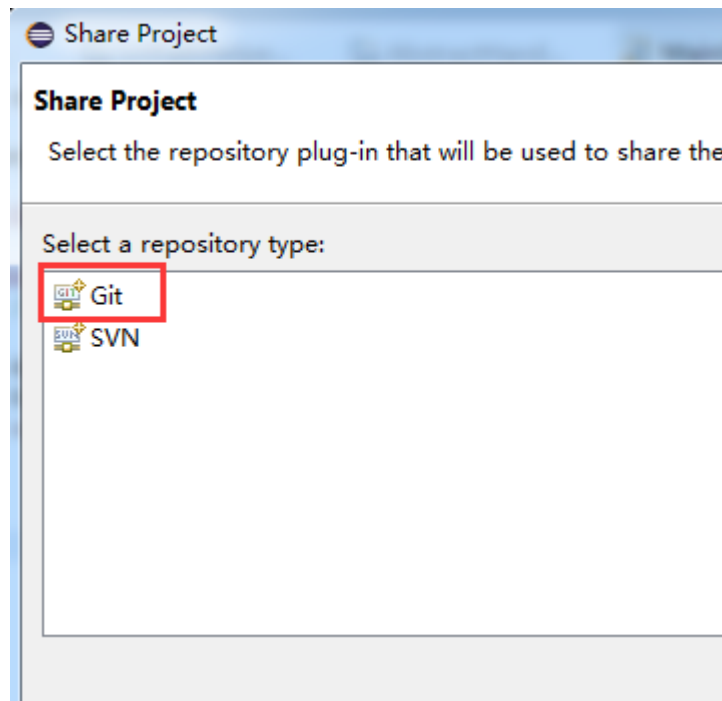 Share Project
Share Project
Select the repository plug-in that will be used to share the
Select a repository type:
Git
SVN